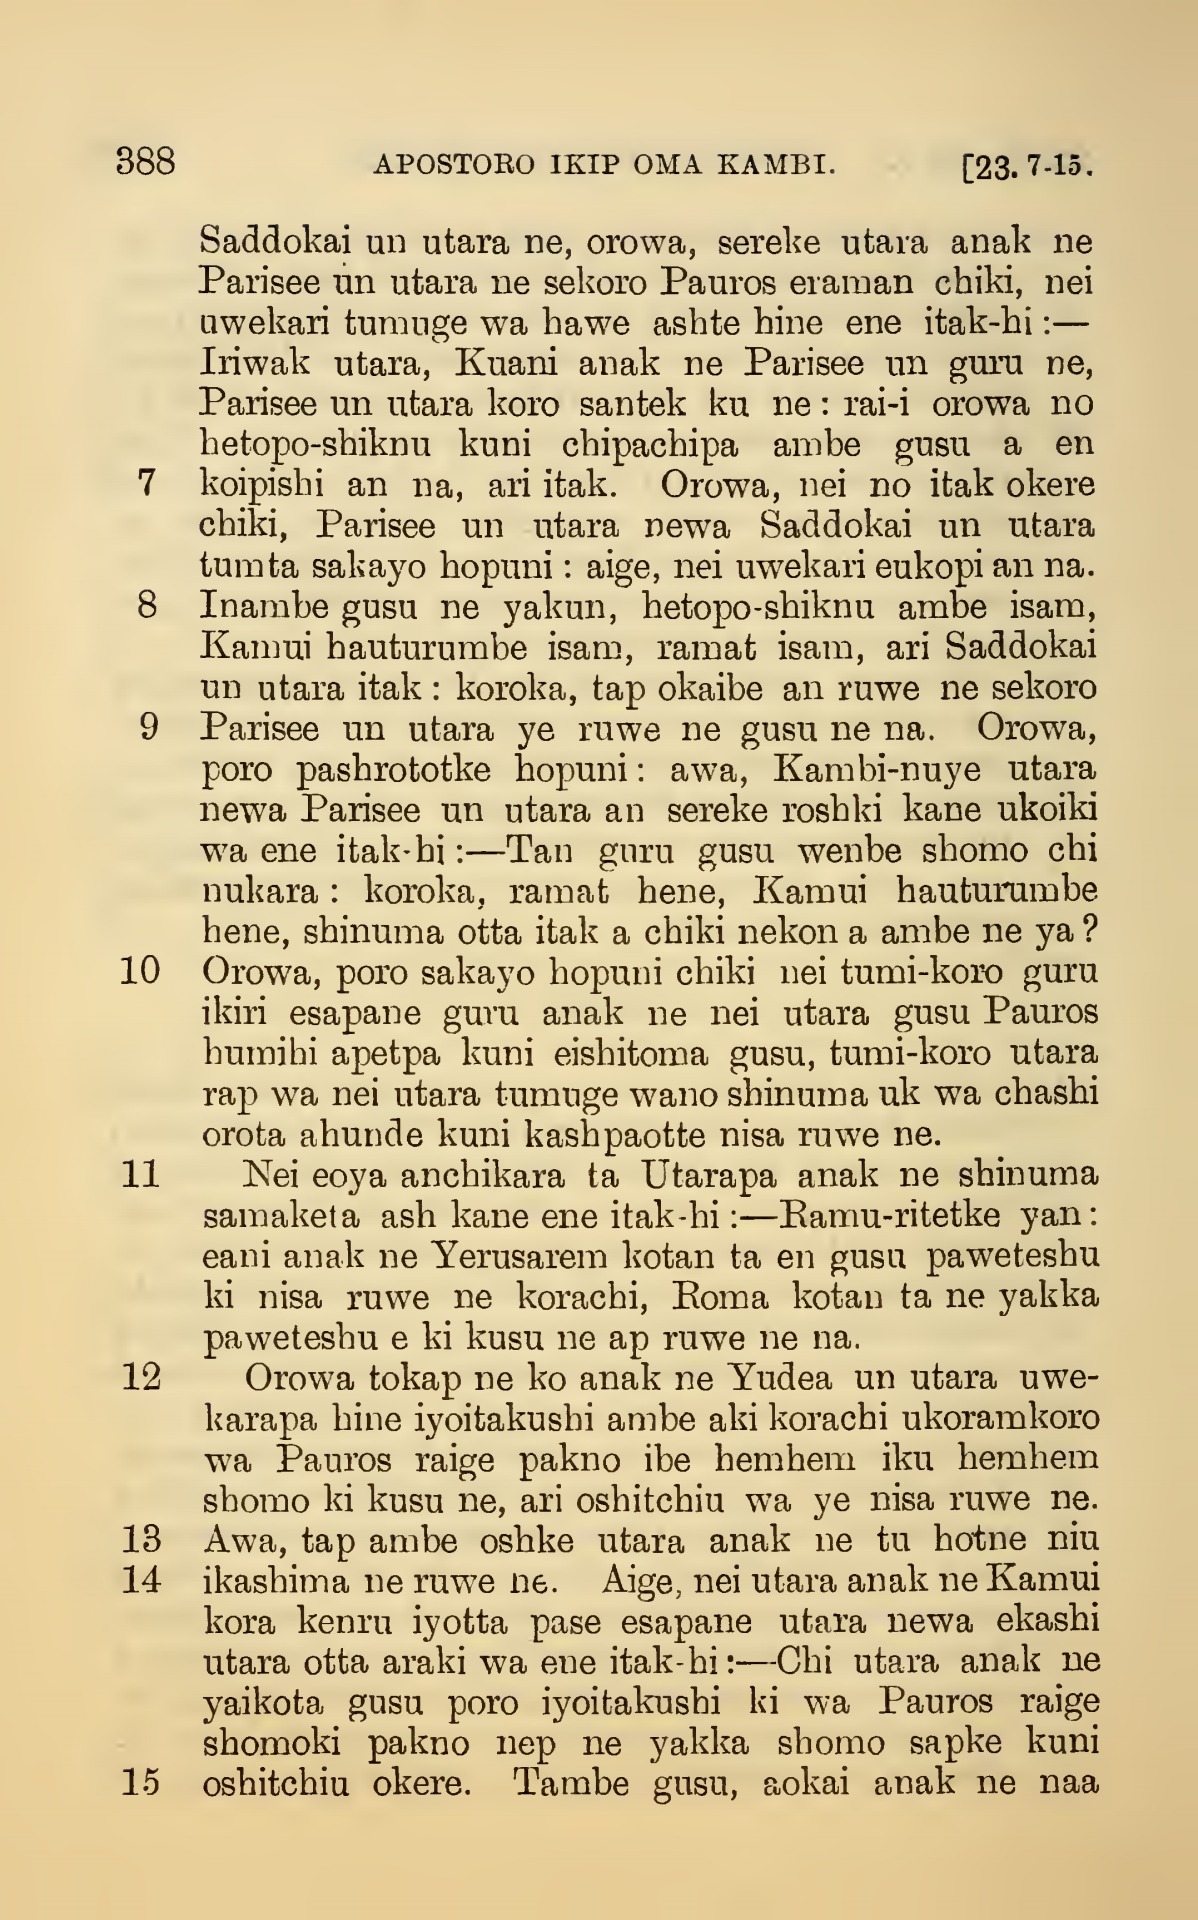 388 APOSTORO IKIP OMA KAMBI. [23. 7-15.
Saddokai un utara ne, orowa, sereke utara anak ne
Parisee un utara ne sekoro Pauros eraman chiki, nei
uwekari tumuge wa hawe ashte hine ene itak-hi :—
Iriwak utara, Kuani anak ne Parisee un guru ne,
Parisee un utara koro santek ku ne : rai-i orowa no
hetopo-shiknu kuni chipachipa ambe gusu a en
7 koipishi an na, ari itak. Orowa, nei no itak okere
chiki, Parisee un utara newa Saddokai un utara
tumta sakayo hopuni : aige, nei uwekari eukopi an na.
8 Inambe gusu ne yakun, hetopo-shiknu ambe isam,
Kamui hauturumbe isam, ramat isam, ari Saddokai
un utara itak : koroka, tap okaibe an ruwe ne sekoro
9 Parisee un utara ye ruwe ne gusu ne na. Orowa,
poro pashrototke hopuni : awa, Kambi-nuye utara
newa Parisee un utara an sereke roshki kane ukoiki
wa ene itak-hi :—Tan guru gusu wenbe shomo chi
nukara : koroka, ramat hene, Kamui hauturumbe
hene, shinuma otta itak a chiki nekon a ambe ne ya ?
10 Orowa, poro sakayo hopuni chiki nei tumi-koro guru
ikiri esapane guru anak ne nei utara gusu Pauros
humihi apetpa kuni eishitoma gusu, tumi-koro utara
rap wa nei utara tumuge wano shinuma uk wa chashi
orota ahunde kuni kashpaotte nisa ruwe ne.
11 Nei eoya anchikara ta Utarapa anak ne shinuma
samaketa ash kane ene itak-hi :—Ramu-ritetke yan :
eani anak ne Yerusarem kotan ta en gusu paweteshu
ki nisa ruwe ne korachi, Roma kotan ta ne yakka
paweteshu e ki kusu ne ap ruwe ne na.
12 Orowa tokap ne ko anak ne Yudea un utara uwe-
karapa hine iyoitakushi ambe aki korachi ukoramkoro
wa Pauros raige pakno ibe hemhem iku hemhem
shomo ki kusu ne, ari oshitchiu wa ye nisa ruwe ne.
13 Awa, tap ambe oshke utara anak ne tu hotne niu
14 ikashima ne ruwe ne. Aige, nei utara anak ne Kamui
kora kenru iyotta pase esapane utara newa ekashi
utara otta araki wa ene itak-hi :—Chi utara anak ne
yaikota gusu poro iyoitakushi ki wa Pauros raige
shomoki pakno nep ne yakka shomo sapke kuni
15 oshitchiu okere. Tambe gusu, aokai anak ne naa